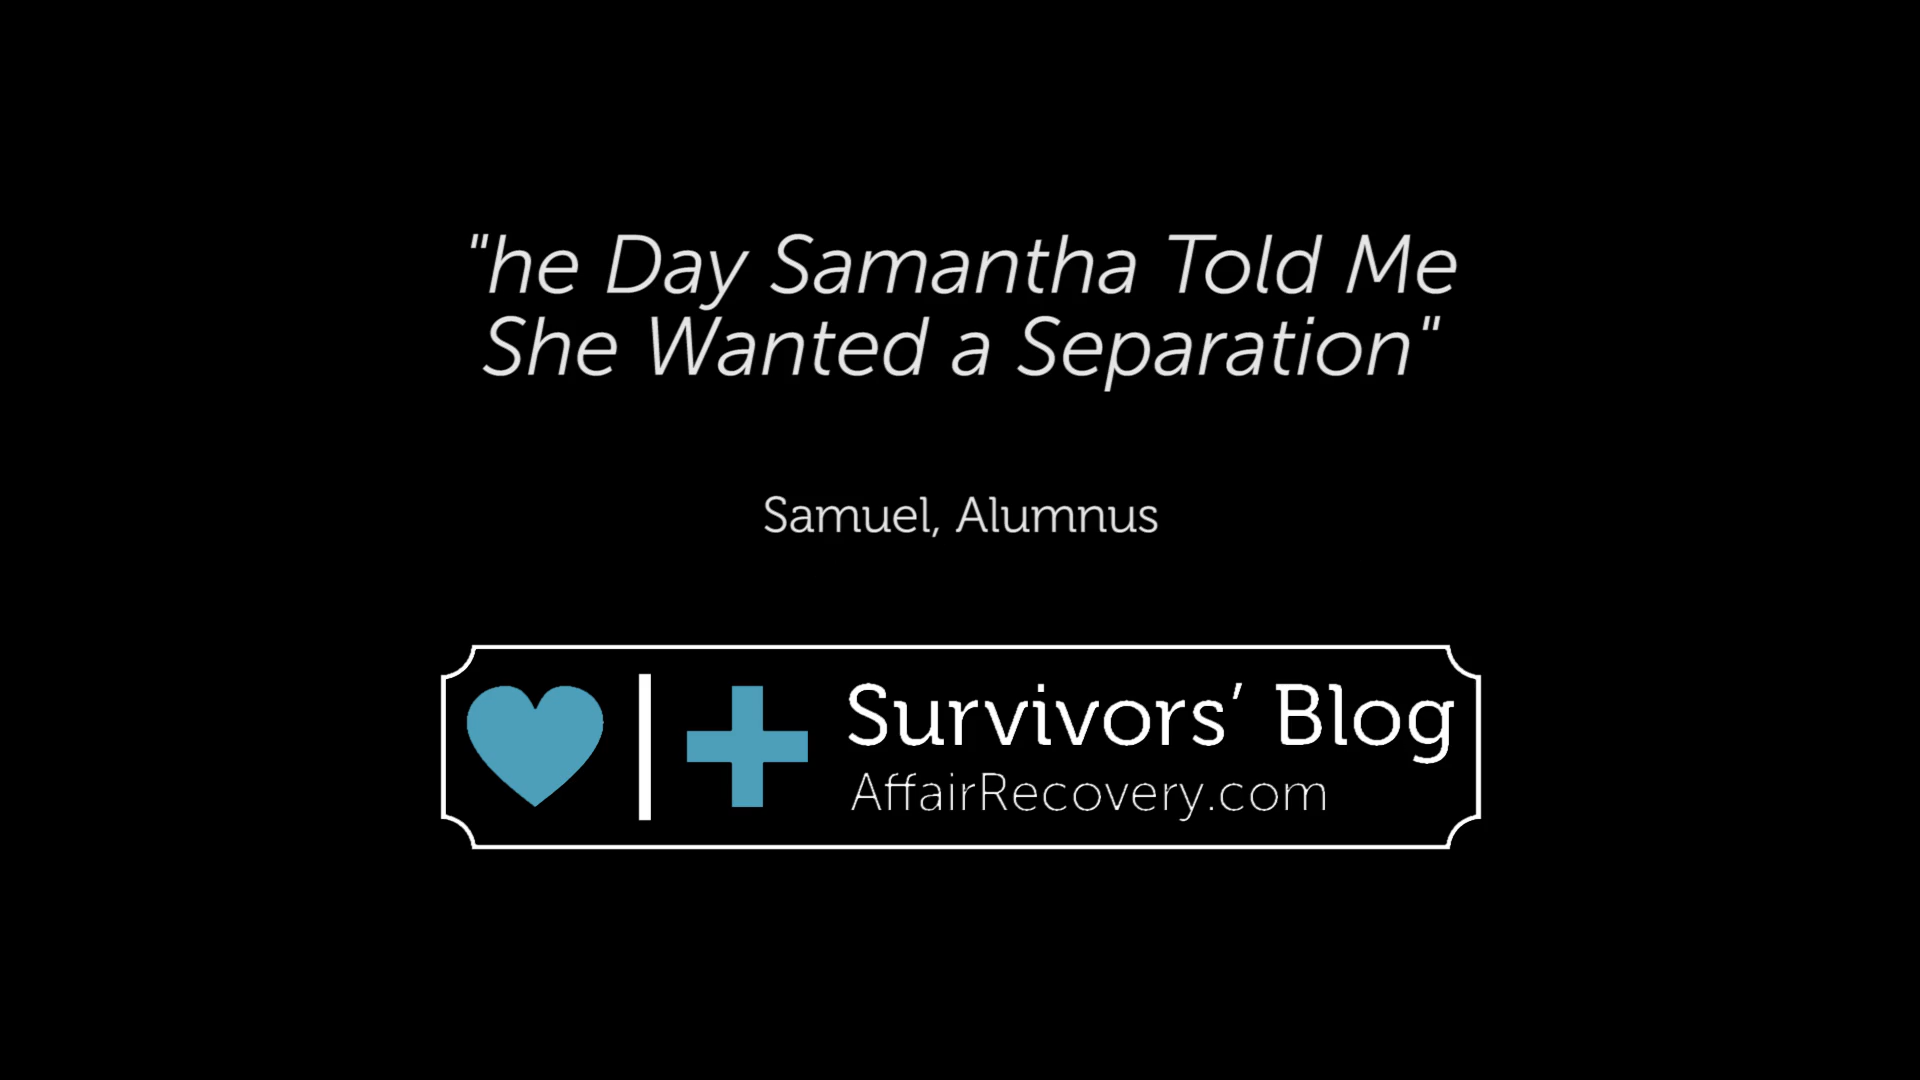 "he Day Samantha Told Me
She Wanted a Separation"
Samuel, Alumnus
Survivors’ Blog
AffairRecovery.com